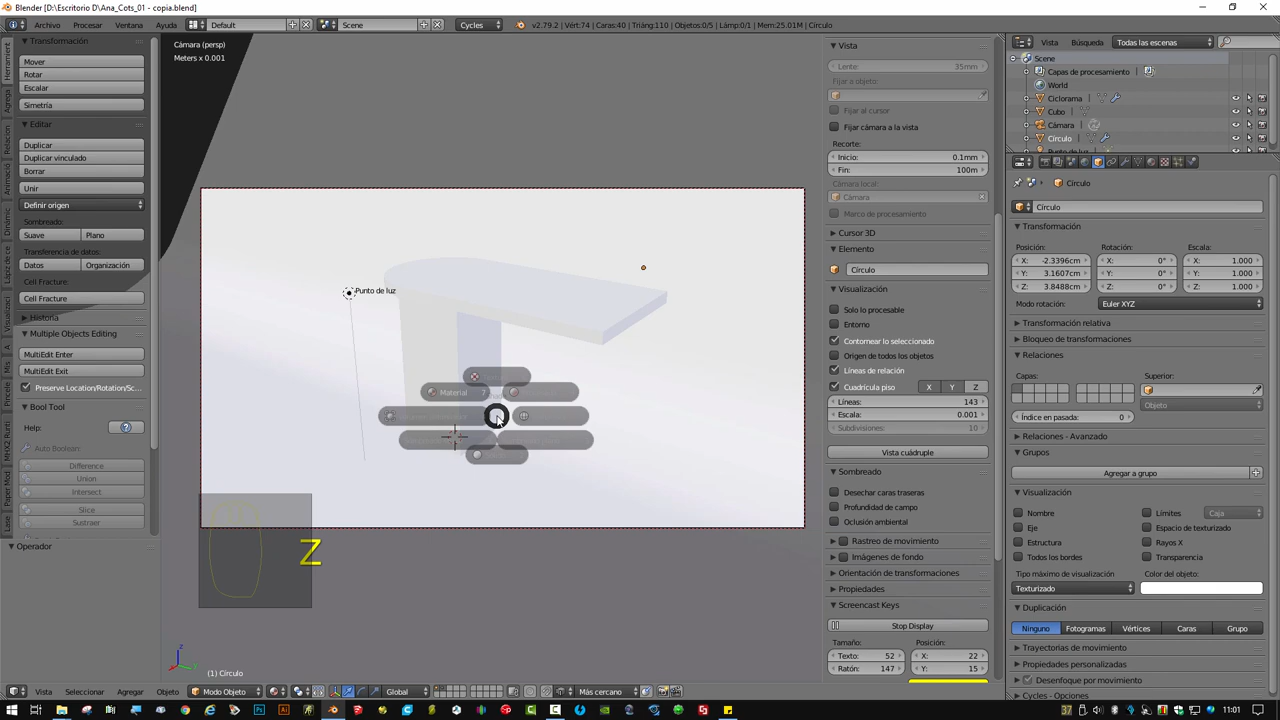 Blender [D:\Escritorio D\Ana_Cots_01 - copia.blend]
Archivo
Procesar
Ventana
Ayuda
Default
Scene
Cycles
v2.79.2 | Vért:74 | Caras:40 | Triáng:110 | Objetos:0/5 | Lámp:0/1 | Mem:25.01M | Círculo
Transformación
Mover
Rotar
Escalar
Simetría
Editar
Duplicar
Duplicar vinculado
Borrar
Unir
Definir origen
Sombreado:
Suave
Plano
Transferencia de datos:
Datos
Organización
Cell Fracture:
Cell Fracture
Historia
Multiple Objects Editing
MultiEdit Enter
MultiEdit Exit
Preserve Location/Rotation/Sc...
Bool Tool
Help:
Auto Boolean:
Difference
Union
Intersect
Slice
Sustraer
Operador
Cámara (persp)
Meters x 0.001
Punto de luz
Material
7
Z
(1) Círculo
Vista
Lente:
35mm
Fijar a objeto:
Fijar al cursor
Fijar cámara a la vista
Recorte:
Inicio:
0.1mm
Fin:
100m
Cámara local:
Cámara
Marco de procesamiento
Cursor 3D
Elemento
Círculo
Visualización
Solo lo procesable
Entorno
Contornear lo seleccionado
Origen de todos los objetos
Líneas de relación
Cuadrícula piso
X
Y
Z
Líneas:
143
Escala:
0.001
Subdivisiones:
10
Vista cuádruple
Sombreado
Desechar caras traseras
Profundidad de campo
Oclusión ambiental
Rastreo de movimiento
Imágenes de fondo
Orientación de transformación
Propiedades
Screencast Keys
Stop Display
Tamaño:
Posición:
Texto:
52
X:
22
Ratón:
147
Y:
15
Vista
Búsqueda
Todas las escenas
Scene
Capas de procesamiento
World
Ciclorama
Cubo
Cámara
Círculo
Punto de luz
Círculo
Círculo
Transformación
Posición:
Rotación:
Escala:
X:
-2.3396m
X:
0°
X:
1.000
Y:
3.1607cm
Y:
0°
Y:
1.000
Z:
3.8488cm
Z:
0°
Z:
1.000
Modo rotación:
Euler XYZ
Transformación relativa
Bloqueo de transformaciones
Relaciones
Capas:
Superior:
Objeto
Índice en pasada:
0
Relaciones - Avanzado
Grupos
Agregar a grupo
Visualización
Nombre
Límites
Caja
Eje
Espacio de texturizado
Estructura
Rayos X
Todos los bordes
Transparencia
Tipo máximo de visualización
Color del objeto:
Texturizado
Duplicación
Ninguno
Fotogramas
Vértices
Caras
Grupo
Trayectorias de movimiento
Propiedades personalizadas
Desenfoque por movimiento
Cycles - Opciones
Vista
Seleccionar
Agregar
Objeto
Modo Objeto
Global
Más cercano
37
11:01